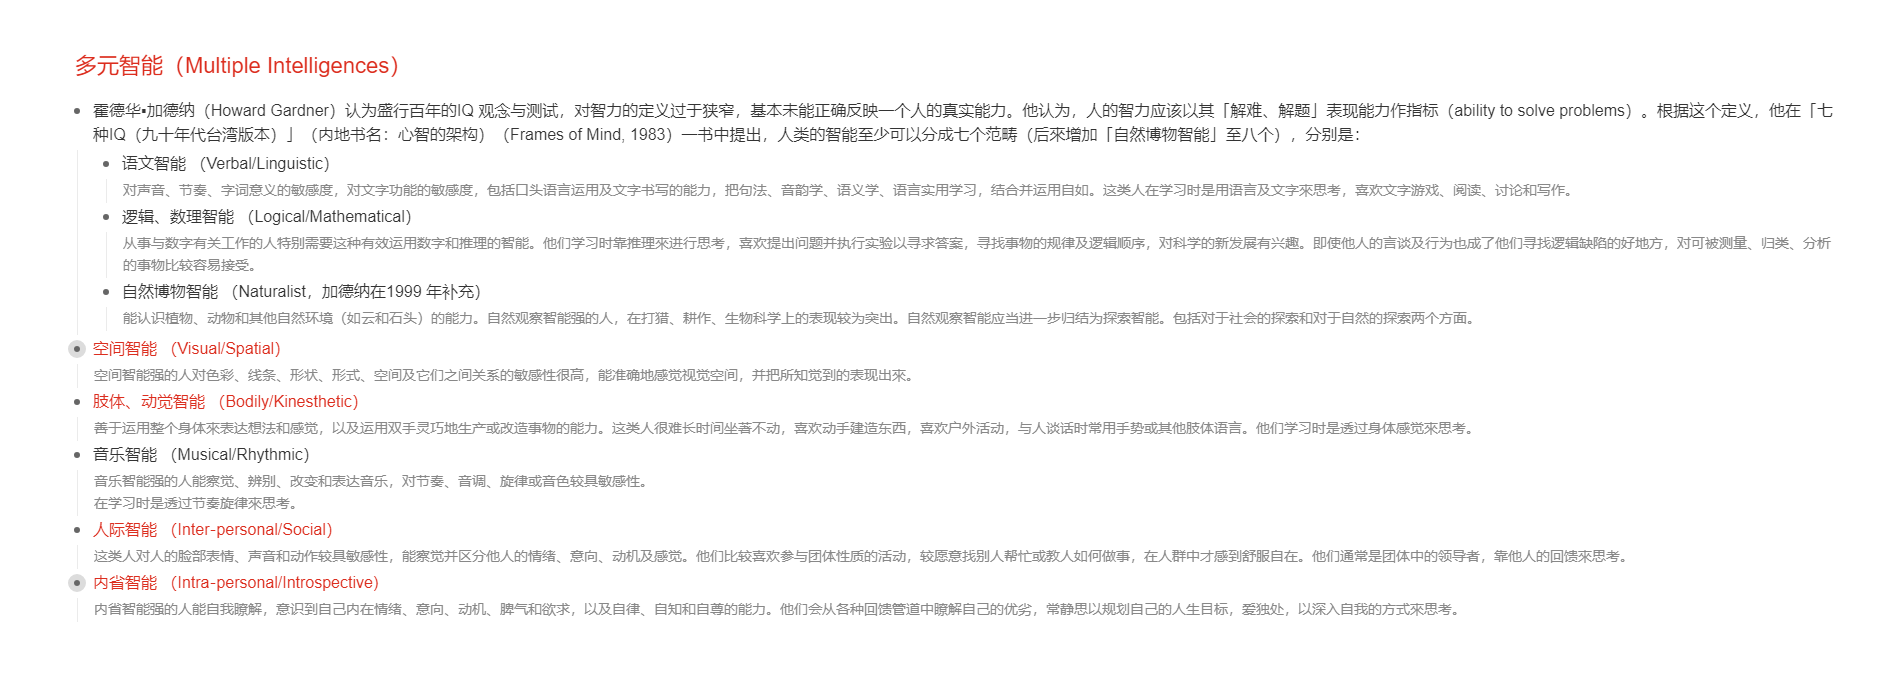 多元智能（Multiple Intelligences）
霍德华▪加德纳（Howard Gardner）认为盛行百年的IQ 观念与测试，对智力的定义过于狭窄，基本未能正确反映一个人的真实能力。他认为，人的智力应该以其「解难、解题」表现能力作指标（ability to solve problems）。根据这个定义，他在「七
种IQ（九十年代台湾版本）」（内地书名：心智的架构）（Frames of Mind, 1983）一书中提出，人类的智能至少可以分成七个范畴（后來增加「自然博物智能」至八个），分别是：
语文智能 （Verbal/Linguistic）
对声音、节奏、字词意义的敏感度，对文字功能的敏感度，包括口头语言运用及文字书写的能力，把句法、音韵学、语义学、语言实用学习，结合并运用自如。这类人在学习时是用语言及文字來思考，喜欢文字游戏、阅读、讨论和写作。
逻辑、数理智能 （Logical/Mathematical）
从事与数字有关工作的人特别需要这种有效运用数字和推理的智能。他们学习时靠推理來进行思考，喜欢提出问题并执行实验以寻求答案，寻找事物的规律及逻辑顺序，对科学的新发展有兴趣。即使他人的言谈及行为也成了他们寻找逻辑缺陷的好地方，对可被测量、归类、分析
的事物比较容易接受。
自然博物智能 （Naturalist，加德纳在1999 年补充）
能认识植物、动物和其他自然环境（如云和石头）的能力。自然观察智能强的人，在打猎、耕作、生物科学上的表现较为突出。自然观察智能应当进一步归结为探索智能。包括对于社会的探索和对于自然的探索两个方面。
空间智能 （Visual/Spatial）
空间智能强的人对色彩、线条、形状、形式、空间及它们之间关系的敏感性很高，能准确地感觉视觉空间，并把所知觉到的表现出來。
肢体、动觉智能 （Bodily/Kinesthetic）
善于运用整个身体來表达想法和感觉，以及运用双手灵巧地生产或改造事物的能力。这类人很难长时间坐著不动，喜欢动手建造东西，喜欢户外活动，与人谈话时常用手势或其他肢体语言。他们学习时是透过身体感觉來思考。
音乐智能 （Musical/Rhythmic）
音乐智能强的人能察觉、辨别、改变和表达音乐，对节奏、音调、旋律或音色较具敏感性。
在学习时是透过节奏旋律來思考。
人际智能 （Inter-personal/Social）
这类人对人的脸部表情、声音和动作较具敏感性，能察觉并区分他人的情绪、意向、动机及感觉。他们比较喜欢参与团体性质的活动，较愿意找别人帮忙或教人如何做事，在人群中才感到舒服自在。他们通常是团体中的领导者，靠他人的回馈來思考。
内省智能 （Intra-personal/Introspective）
内省智能强的人能自我瞭解，意识到自己内在情绪、意向、动机、脾气和欲求，以及自律、自知和自尊的能力。他们会从各种回馈管道中瞭解自己的优劣，常静思以规划自己的人生目标，爱独处，以深入自我的方式來思考。